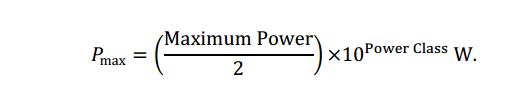 P_max = (Maximum Power / 2) ×10^Power Class W.